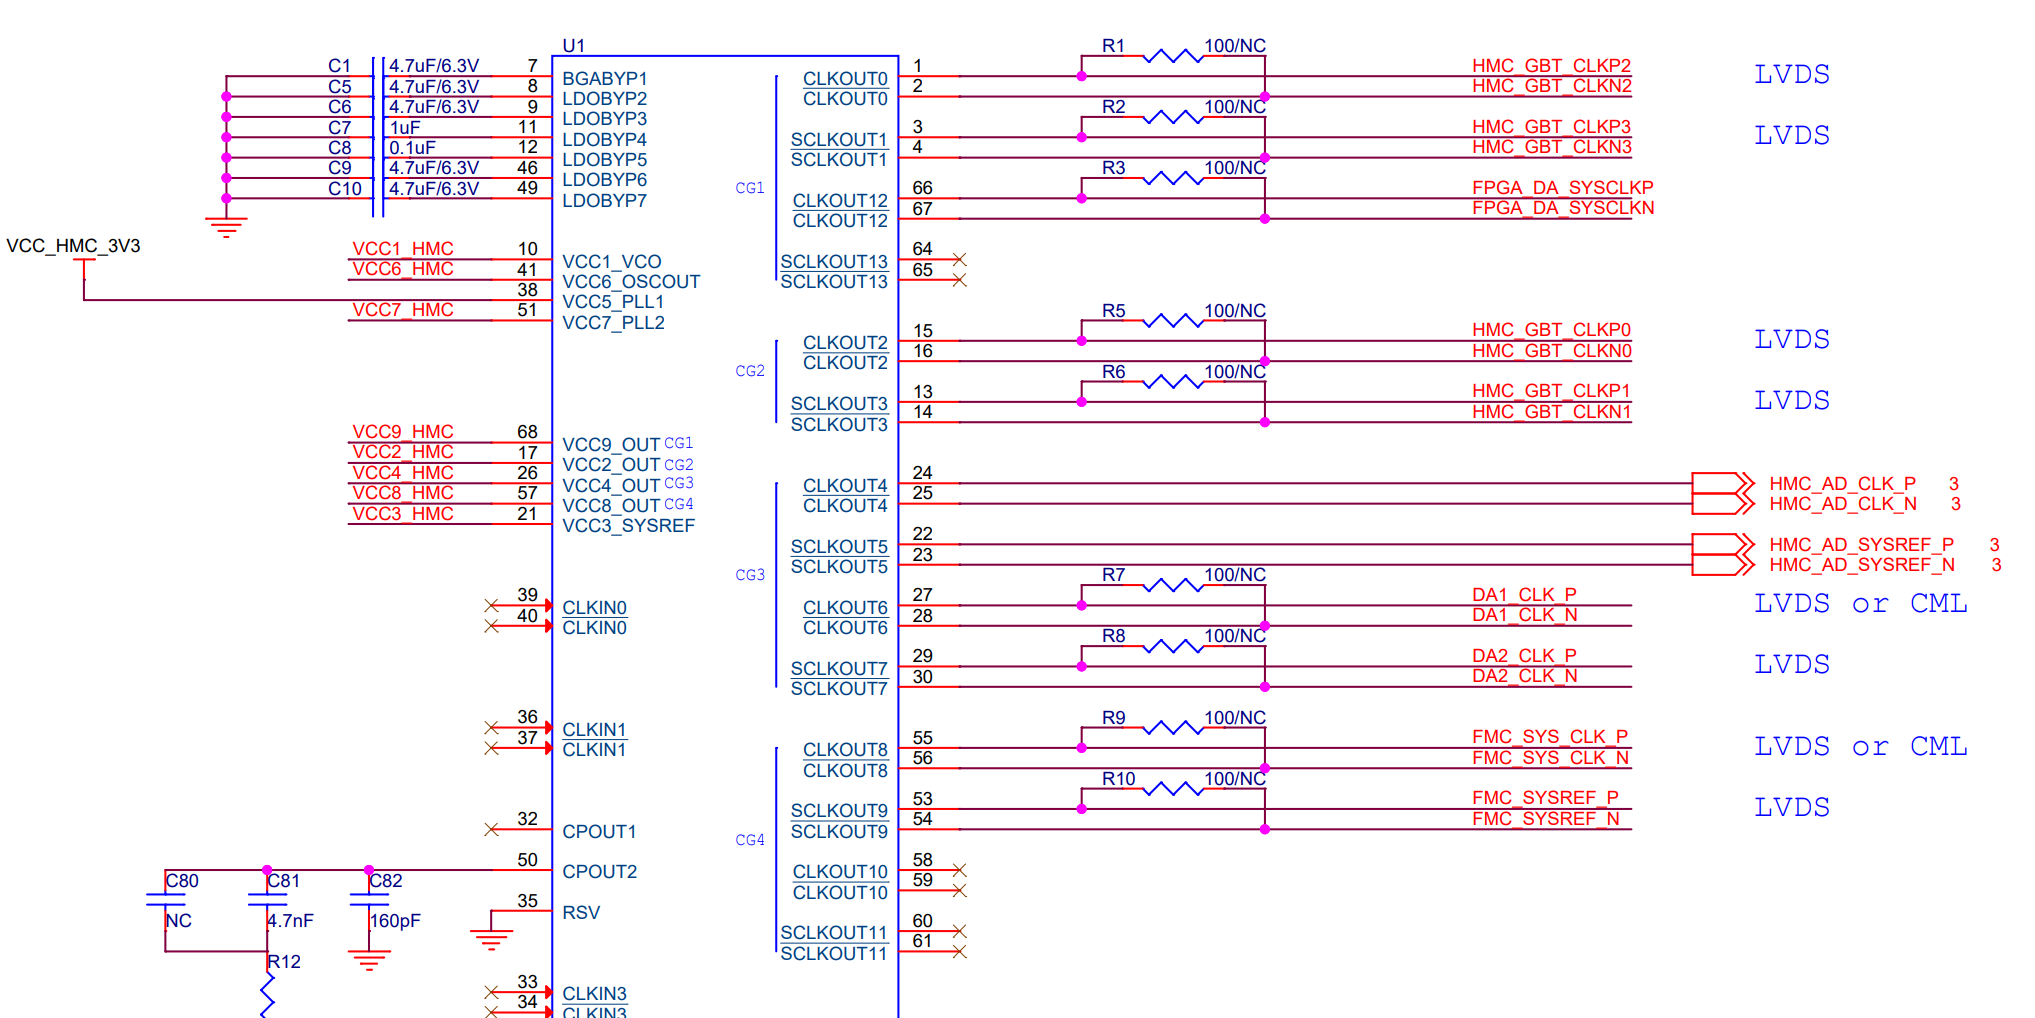 U1
C1 4.7uF/6.3V 7 BGABYP1
C5 4.7uF/6.3V 8 LDOBYP2
C6 4.7uF/6.3V 9 LDOBYP3
C7 1uF 11 LDOBYP4
C8 0.1uF 12 LDOBYP5
C9 4.7uF/6.3V 46 LDOBYP6
C10 4.7uF/6.3V 49 LDOBYP7
VCC_HMC_3V3
VCC1_HMC 10 VCC1_VCO
VCC6_HMC 41 VCC6_OSCOUT
38 VCC5_PLL1
VCC7_HMC 51 VCC7_PLL2
VCC9_HMC 68 VCC9_OUT CG1
VCC2_HMC 17 VCC2_OUT CG2
VCC4_HMC 26 VCC4_OUT CG3
VCC8_HMC 57 VCC8_OUT CG4
VCC3_HMC 21 VCC3_SYSREF
39 CLKIN0
40 CLKIN0
36 CLKIN1
37 CLKIN1
32 CPOUT1
50 CPOUT2
C80 C81 C82
NC 4.7nF 160pF
35 RSV
R12
33 CLKIN3
34 CLKIN3
CG1
R1 100/NC
CLKOUT0 1 HMC_GBT_CLKP2 LVDS
CLKOUT0 2 HMC_GBT_CLKN2
R2 100/NC
SCLKOUT1 3 HMC_GBT_CLKP3 LVDS
SCLKOUT1 4 HMC_GBT_CLKN3
R3 100/NC
CLKOUT12 66 FPGA_DA_SYSCLKP
CLKOUT12 67 FPGA_DA_SYSCLKN
SCLKOUT13 64
SCLKOUT13 65
CG2
R5 100/NC
CLKOUT2 15 HMC_GBT_CLKP0 LVDS
CLKOUT2 16 HMC_GBT_CLKN0
R6 100/NC
SCLKOUT3 13 HMC_GBT_CLKP1 LVDS
SCLKOUT3 14 HMC_GBT_CLKN1
CG3
CLKOUT4 24 HMC_AD_CLK_P 3
CLKOUT4 25 HMC_AD_CLK_N 3
SCLKOUT5 22 HMC_AD_SYSREF_P 3
SCLKOUT5 23 HMC_AD_SYSREF_N 3
R7 100/NC
CLKOUT6 27 DA1_CLK_P LVDS or CML
CLKOUT6 28 DA1_CLK_N
R8 100/NC
SCLKOUT7 29 DA2_CLK_P LVDS
SCLKOUT7 30 DA2_CLK_N
CG4
R9 100/NC
CLKOUT8 55 FMC_SYS_CLK_P LVDS or CML
CLKOUT8 56 FMC_SYS_CLK_N
R10 100/NC
SCLKOUT9 53 FMC_SYSREF_P LVDS
SCLKOUT9 54 FMC_SYSREF_N
CLKOUT10 58
CLKOUT10 59
SCLKOUT11 60
SCLKOUT11 61